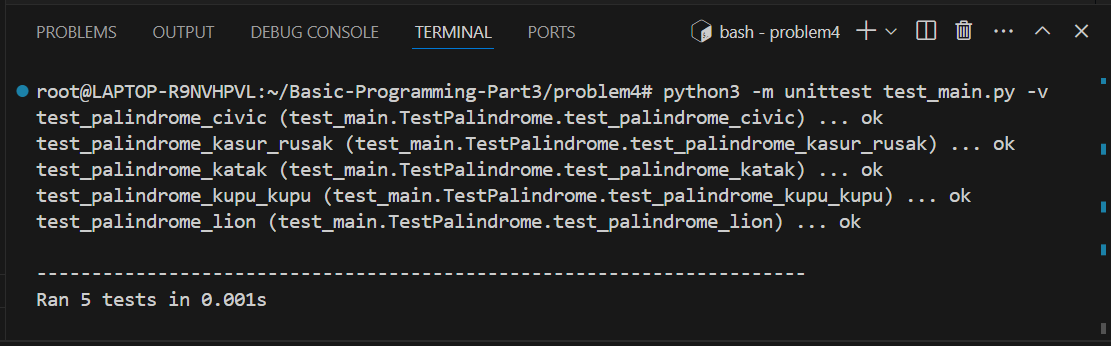 PROBLEMS OUTPUT DEBUG CONSOLE TERMINAL PORTS bash - problem4
root@LAPTOP-R9NVHPVL:~/Basic-Programming-Part3/problem4# python3 -m unittest test_main.py -v
test_palindrome_civic (test_main.TestPalindrome.test_palindrome_civic) ... ok
test_palindrome_kasur_rusak (test_main.TestPalindrome.test_palindrome_kasur_rusak) ... ok
test_palindrome_katak (test_main.TestPalindrome.test_palindrome_katak) ... ok
test_palindrome_kupu_kupu (test_main.TestPalindrome.test_palindrome_kupu_kupu) ... ok
test_palindrome_lion (test_main.TestPalindrome.test_palindrome_lion) ... ok
----------------------------------------------------------------------
Ran 5 tests in 0.001s